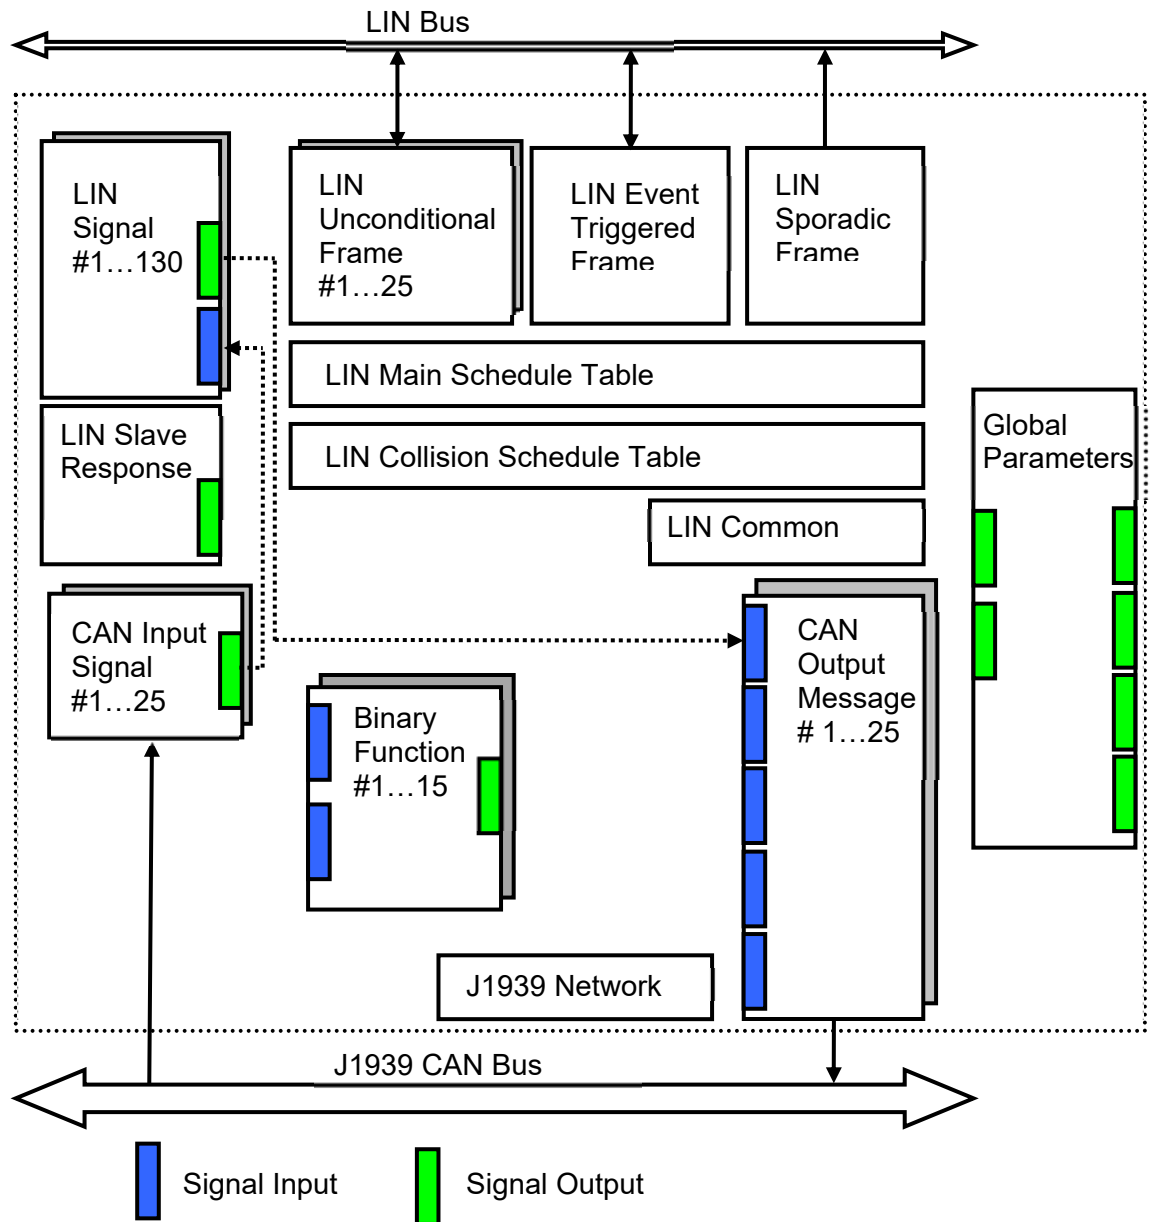 LIN Bus
LIN
Signal
#1…130
LIN
Unconditional
Frame
#1…25
LIN Event
Triggered
Frame
LIN
Sporadic
Frame
LIN Main Schedule Table
LIN Collision Schedule Table
LIN Common
Global
Parameters
LIN Slave
Response
CAN Input
Signal
#1…25
Binary
Function
#1…15
CAN
Output
Message
# 1…25
J1939 Network
J1939 CAN Bus
Signal Input
Signal Output